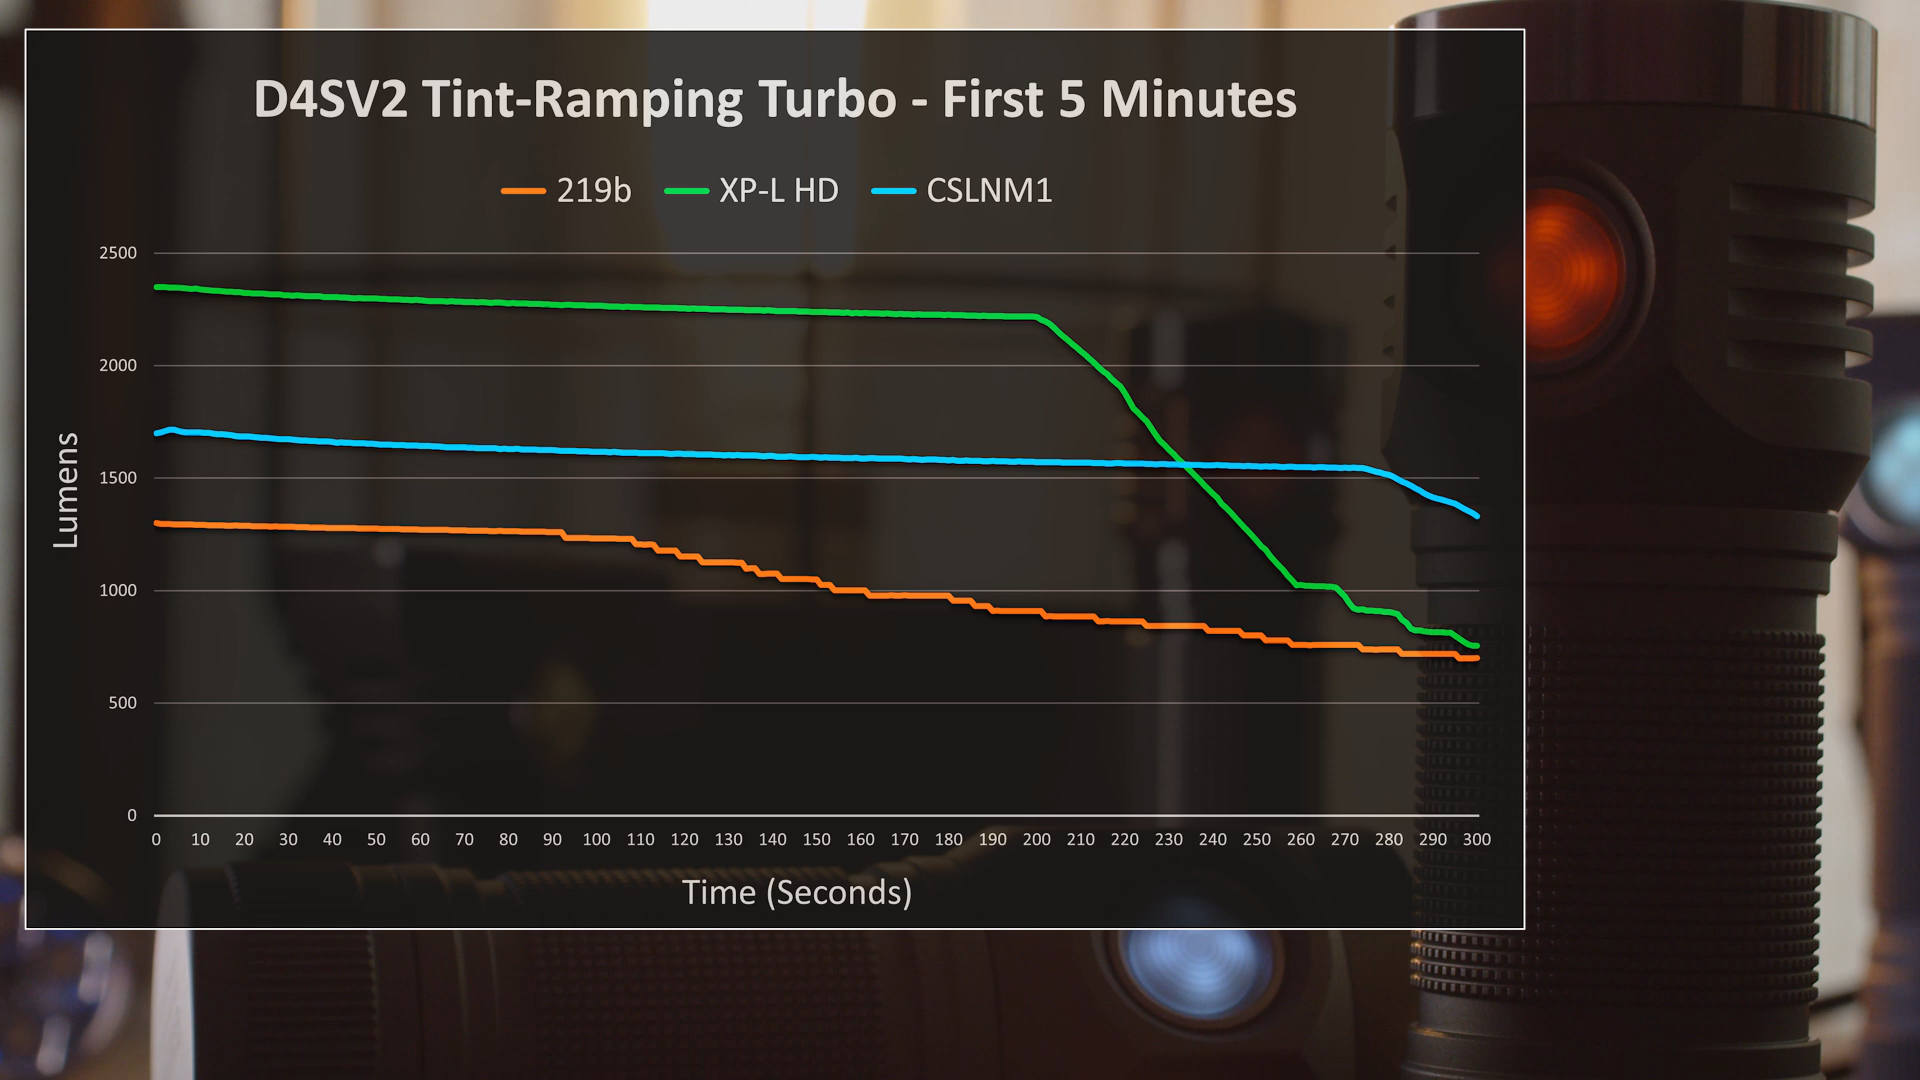 D4SV2 Tint-Ramping Turbo - First 5 Minutes
219b XP-L HD CSLNM1
2500
2000
1500
1000
500
0
Lumens
0 10 20 30 40 50 60 70 80 90 100 110 120 130 140 150 160 170 180 190 200 210 220 230 240 250 260 270 280 290 300
Time (Seconds)